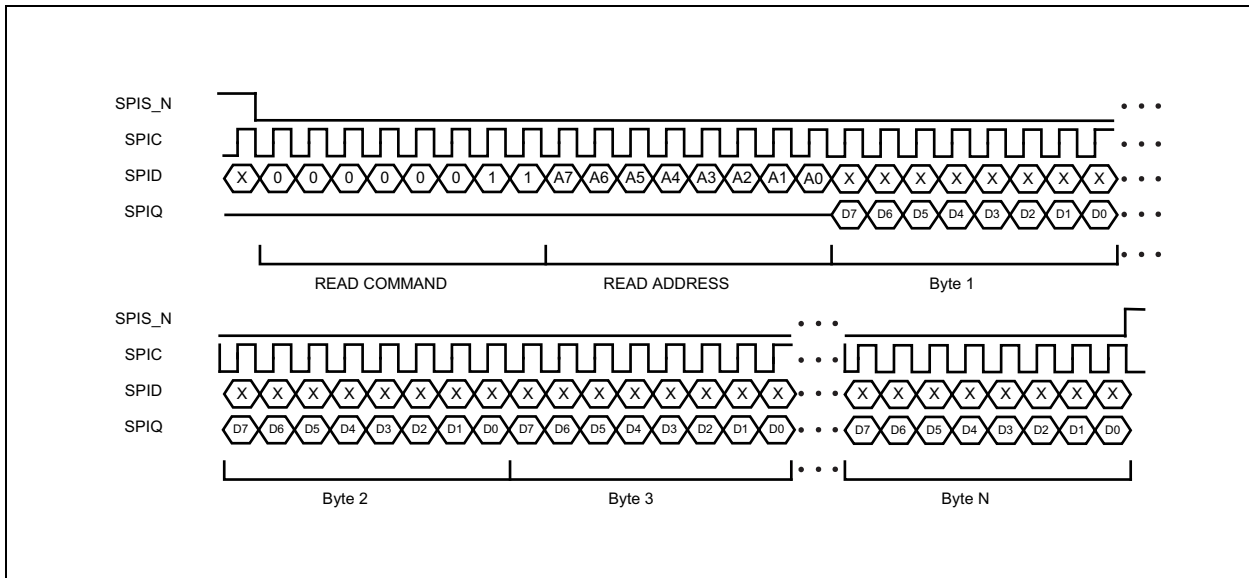 SPIS_N
SPIC
SPID X 0 0 0 0 0 0 1 1 A7 A6 A5 A4 A3 A2 A1 A0 X X X X X X X X
SPIQ D7 D6 D5 D4 D3 D2 D1 D0
READ COMMAND READ ADDRESS Byte 1
SPIS_N
SPIC
SPID X X X X X X X X X X X X X X X X X X X X X X X X
SPIQ D7 D6 D5 D4 D3 D2 D1 D0 D7 D6 D5 D4 D3 D2 D1 D0 D7 D6 D5 D4 D3 D2 D1 D0
Byte 2 Byte 3 Byte N